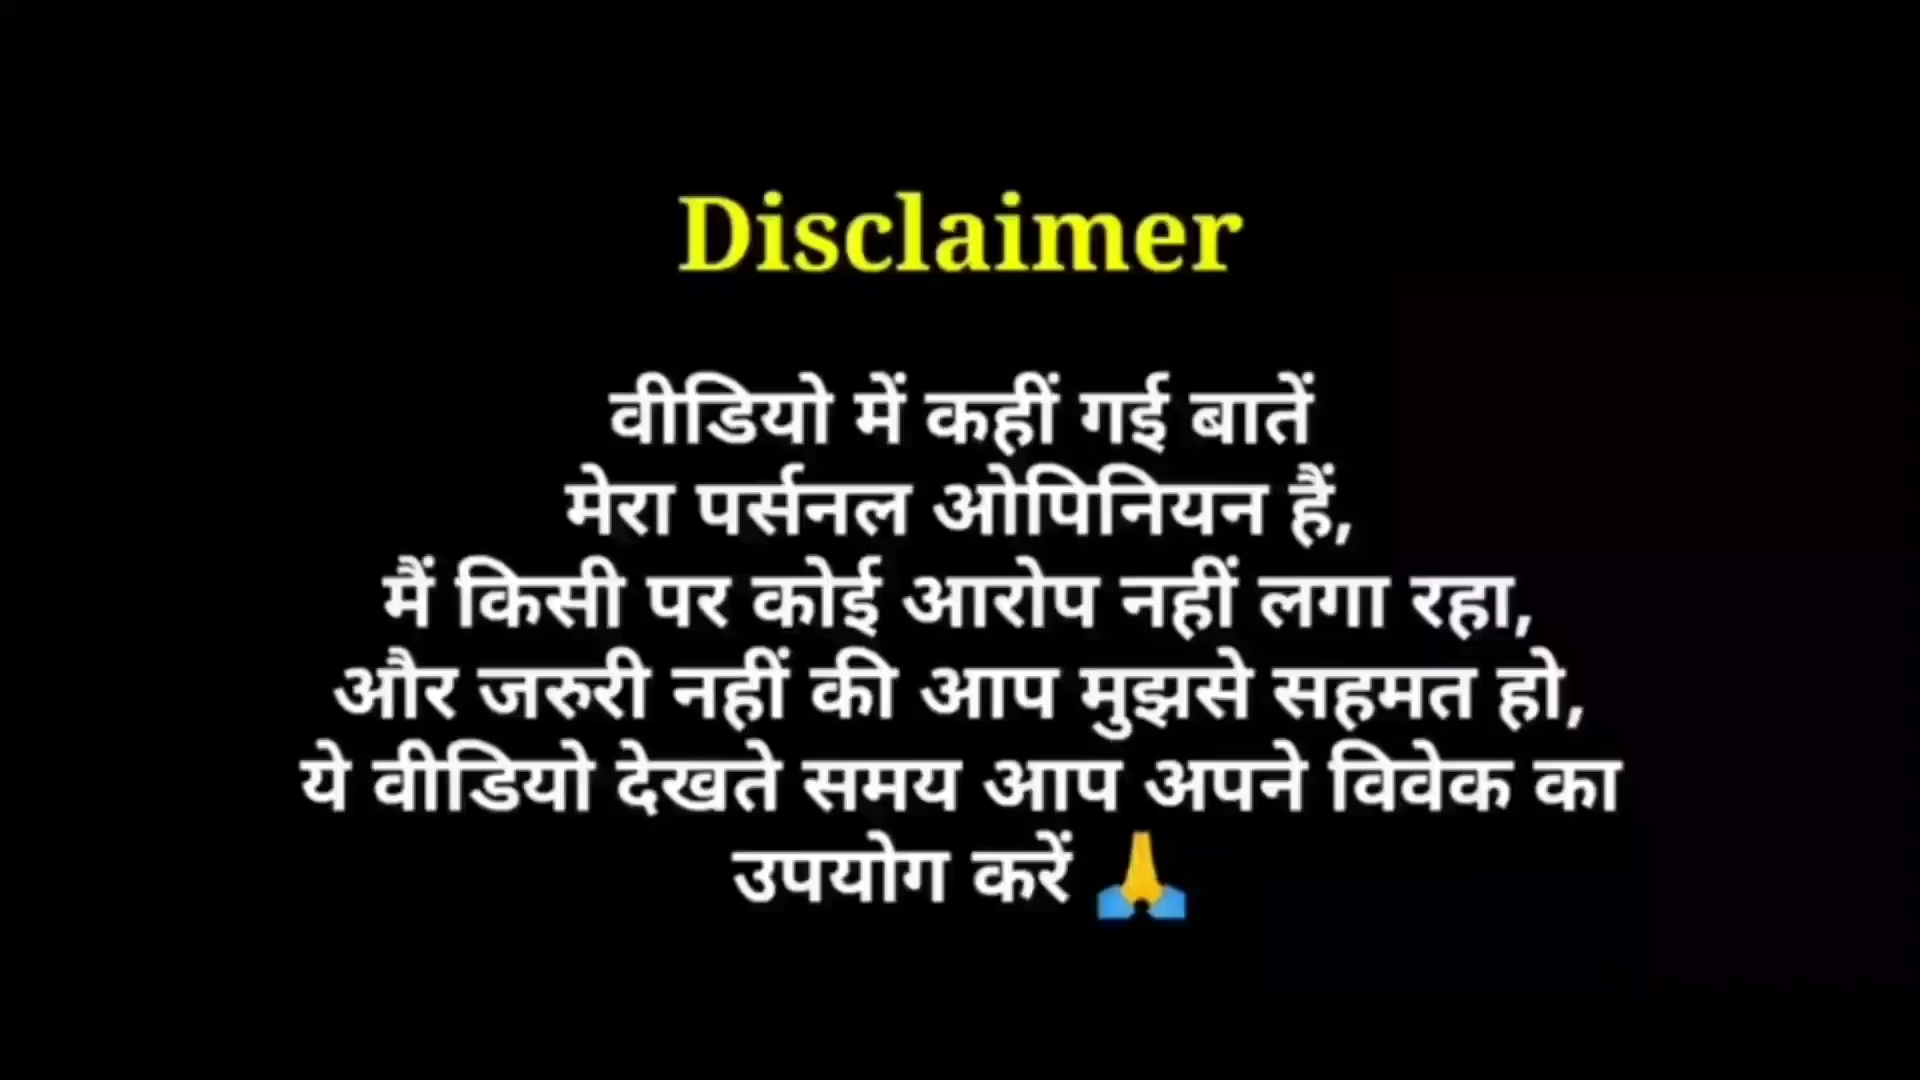 Disclaimer
वीडियो में कहीं गई बातें
मेरा पर्सनल ओपिनियन हैं,
मैं किसी पर कोई आरोप नहीं लगा रहा,
और जरुरी नहीं की आप मुझसे सहमत हो,
ये वीडियो देखते समय आप अपने विवेक का
उपयोग करें 🙏